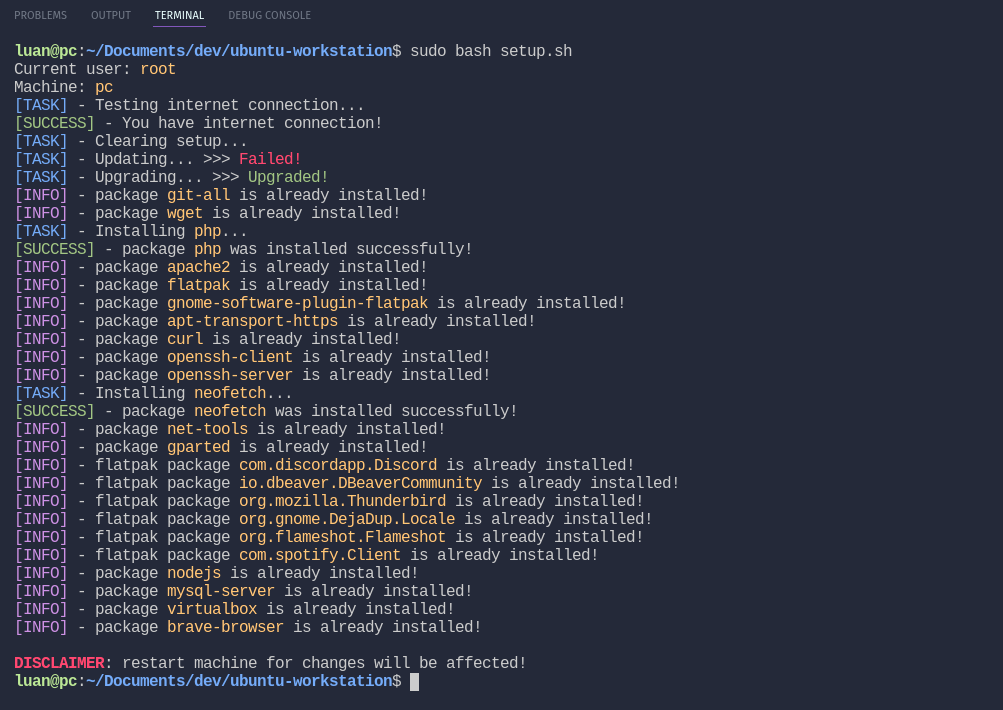 PROBLEMS OUTPUT TERMINAL DEBUG CONSOLE
luan@pc:~/Documents/dev/ubuntu-workstation$ sudo bash setup.sh
Current user: root
Machine: pc
[TASK] - Testing internet connection...
[SUCCESS] - You have internet connection!
[TASK] - Clearing setup...
[TASK] - Updating... >>> Failed!
[TASK] - Upgrading... >>> Upgraded!
[INFO] - package git-all is already installed!
[INFO] - package wget is already installed!
[TASK] - Installing php...
[SUCCESS] - package php was installed successfully!
[INFO] - package apache2 is already installed!
[INFO] - package flatpak is already installed!
[INFO] - package gnome-software-plugin-flatpak is already installed!
[INFO] - package apt-transport-https is already installed!
[INFO] - package curl is already installed!
[INFO] - package openssh-client is already installed!
[INFO] - package openssh-server is already installed!
[TASK] - Installing neofetch...
[SUCCESS] - package neofetch was installed successfully!
[INFO] - package net-tools is already installed!
[INFO] - package gparted is already installed!
[INFO] - flatpak package com.discordapp.Discord is already installed!
[INFO] - flatpak package io.dbeaver.DBeaverCommunity is already installed!
[INFO] - flatpak package org.mozilla.Thunderbird is already installed!
[INFO] - flatpak package org.gnome.DejaDup.Locale is already installed!
[INFO] - flatpak package org.flameshot.Flameshot is already installed!
[INFO] - flatpak package com.spotify.Client is already installed!
[INFO] - package nodejs is already installed!
[INFO] - package mysql-server is already installed!
[INFO] - package virtualbox is already installed!
[INFO] - package brave-browser is already installed!
DISCLAIMER: restart machine for changes will be affected!
luan@pc:~/Documents/dev/ubuntu-workstation$